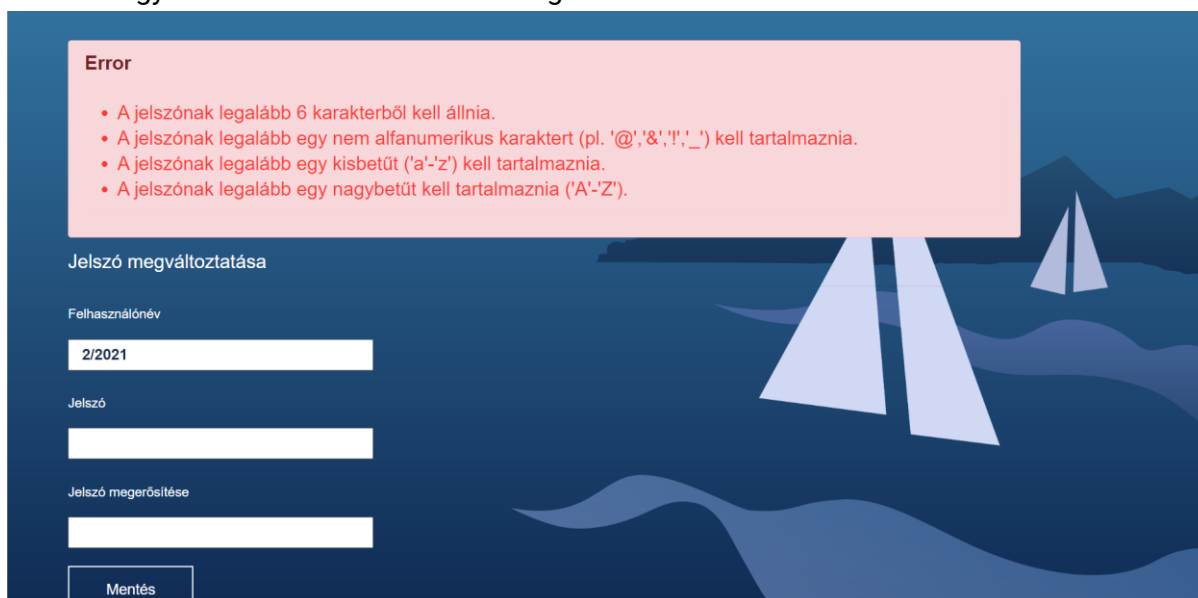 Error
• A jelszónak legalább 6 karakterből kell állnia.
• A jelszónak legalább egy nem alfanumerikus karaktert (pl. '@','&','!','_') kell tartalmaznia.
• A jelszónak legalább egy kisbetűt ('a'-'z') kell tartalmaznia.
• A jelszónak legalább egy nagybetűt kell tartalmaznia ('A'-'Z').
Jelszó megváltoztatása
Felhasználónév
2/2021
Jelszó
Jelszó megerősítése
Mentés